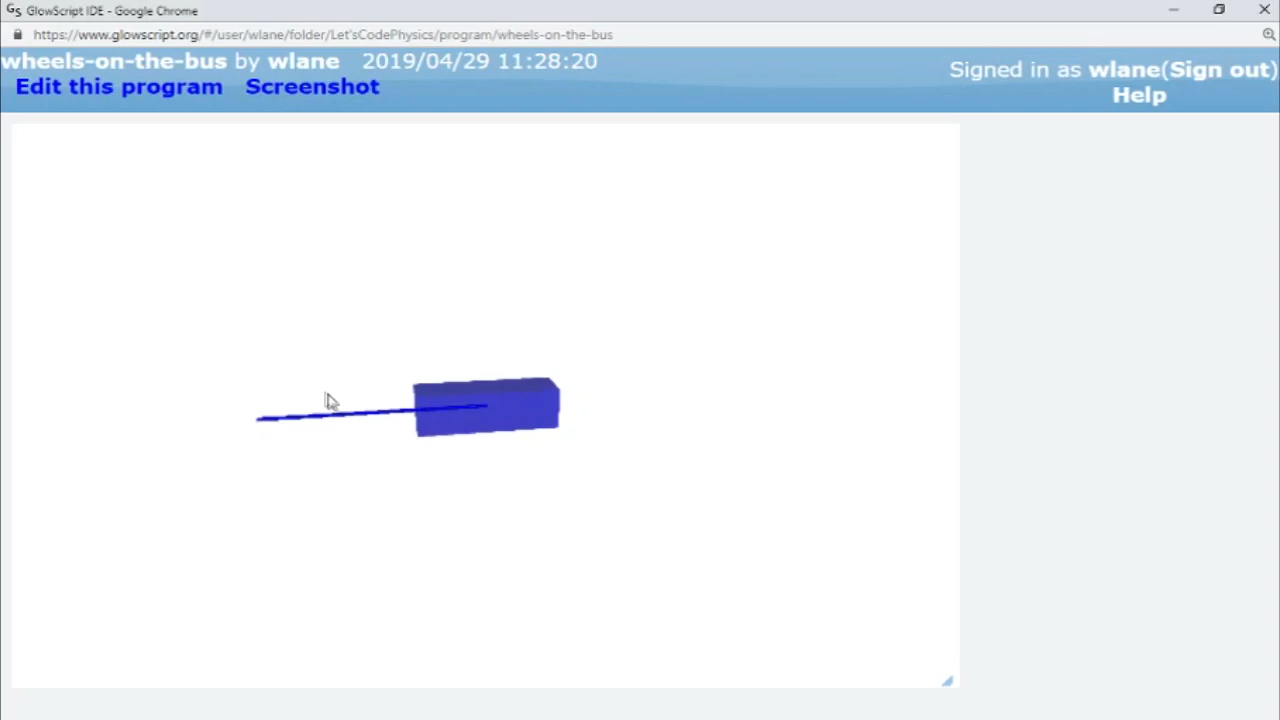 GlowScript IDE - Google Chrome
https://www.glowscript.org/#/user/wlane/folder/Let'sCodePhysics/program/wheels-on-the-bus
wheels-on-the-bus by wlane 2019/04/29 11:28:20
Signed in as wlane(Sign out)
Edit this program Screenshot
Help